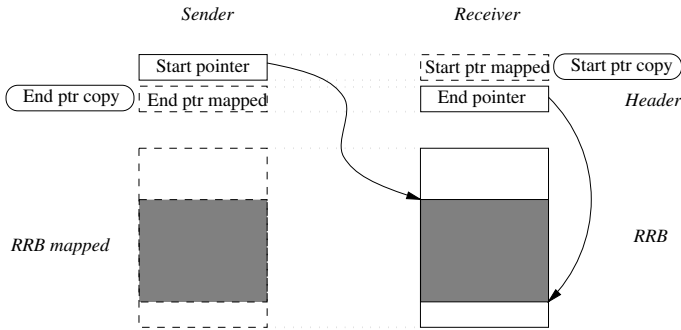 Sender
Receiver
Start pointer
Start ptr mapped
Start ptr copy
End ptr copy
End ptr mapped
End pointer
Header
RRB mapped
RRB